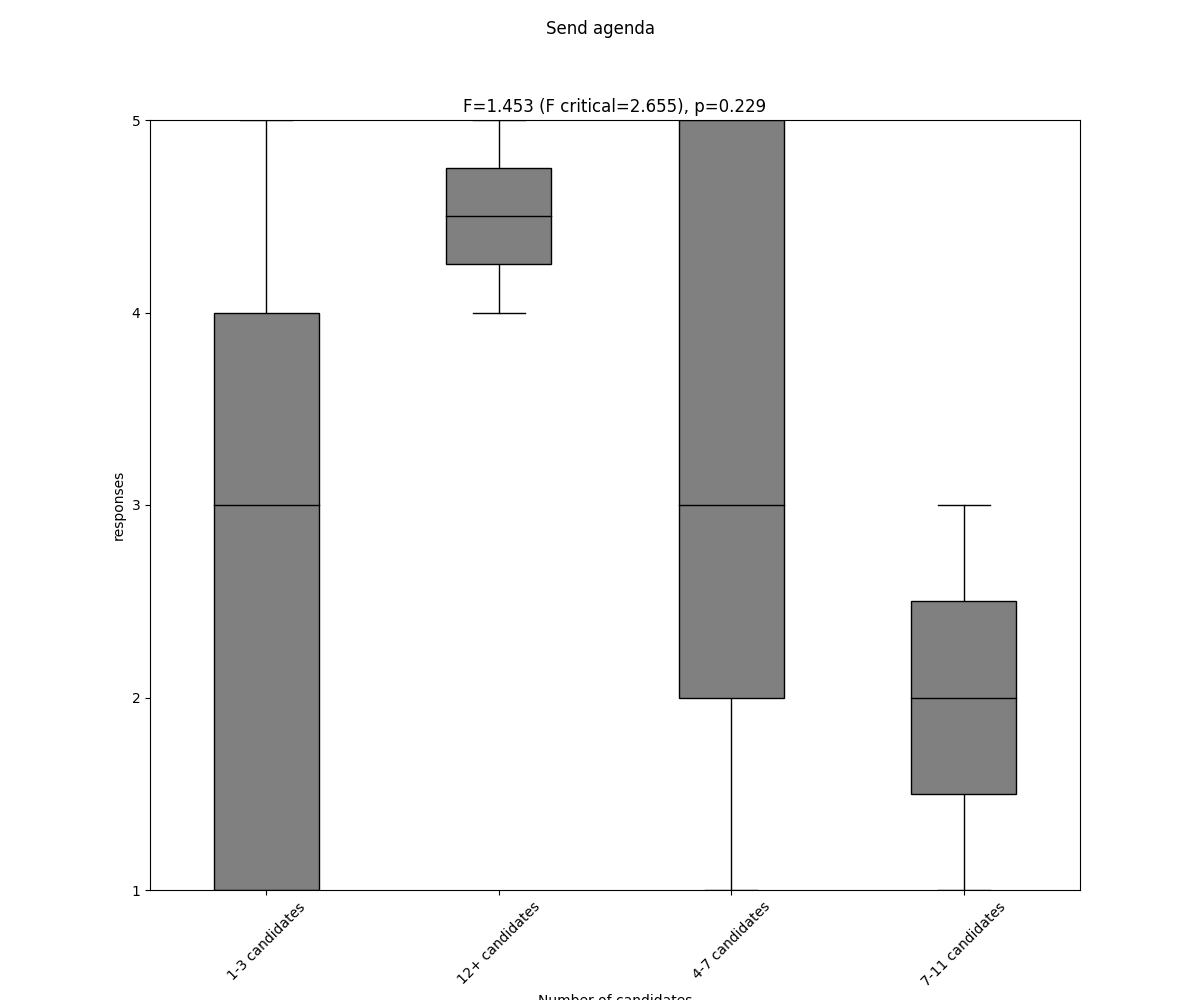 Send agenda
F=1.453 (F critical=2.655), p=0.229
5
4
3
2
1
responses
1-3 candidates
12+ candidates
4-7 candidates
7-11 candidates
Number of candidates